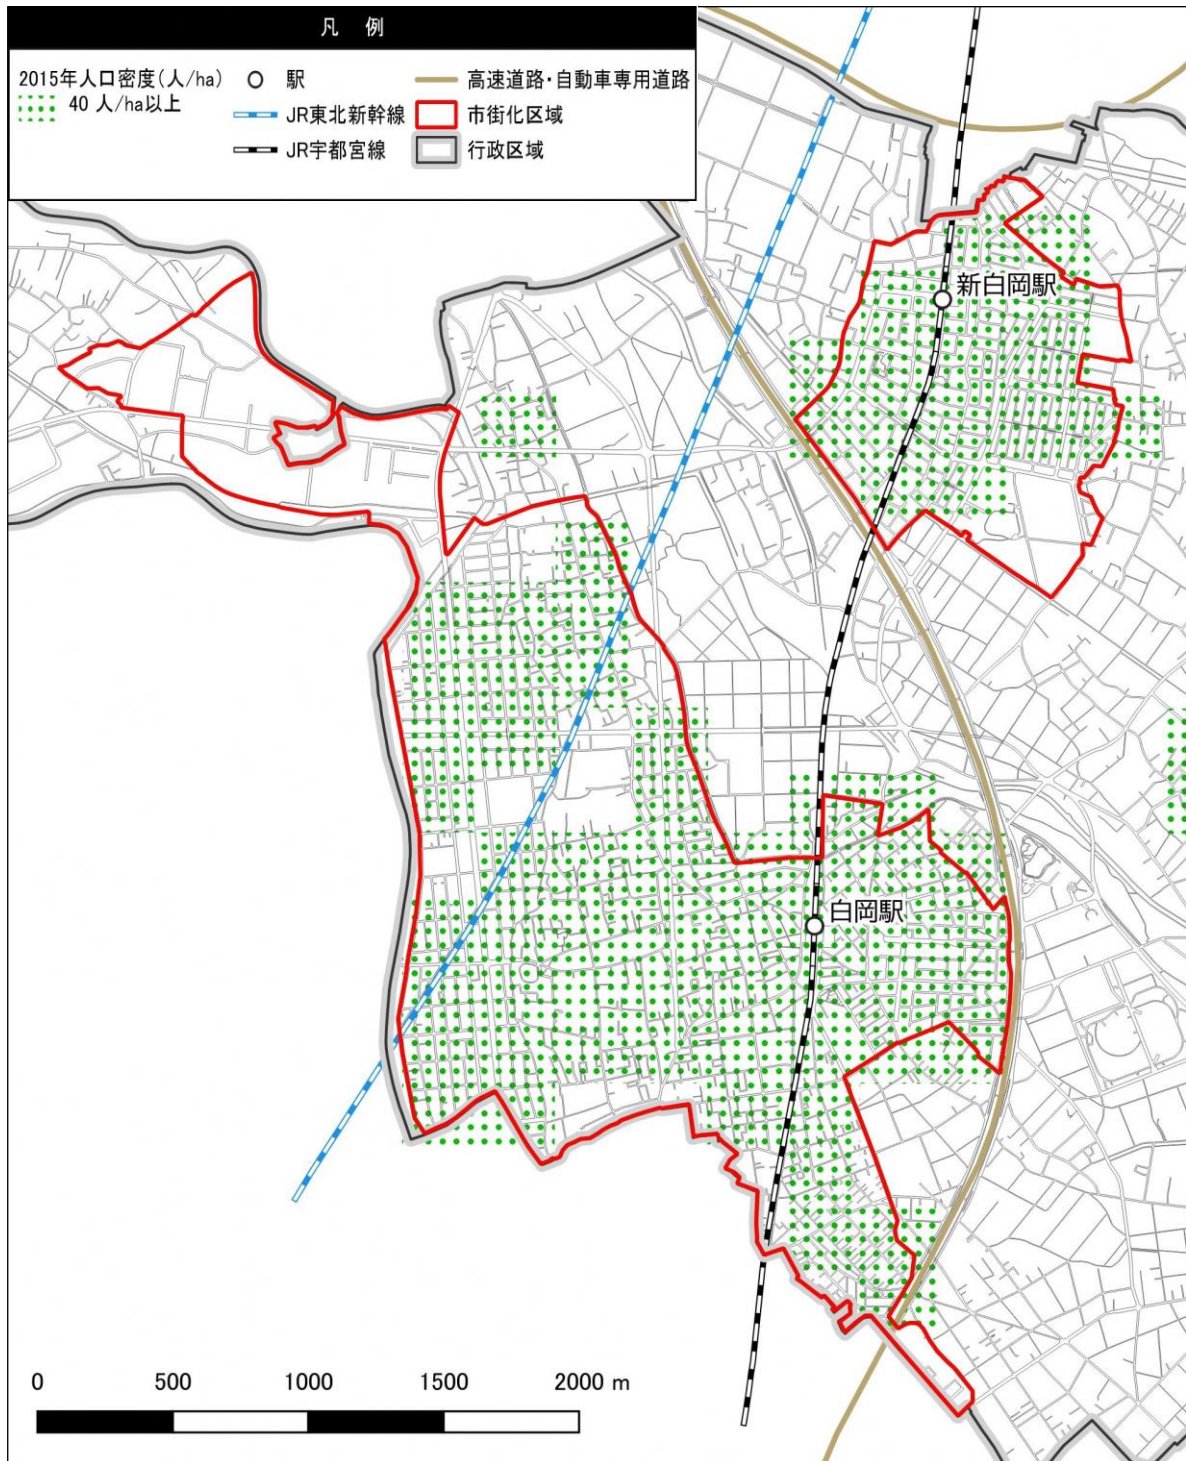 凡 例
2015年人口密度(人/ha)
40 人/ha以上
駅
JR東北新幹線
JR宇都宮線
高速道路・自動車専用道路
市街化区域
行政区域
新白岡駅
白岡駅
0 500 1000 1500 2000 m